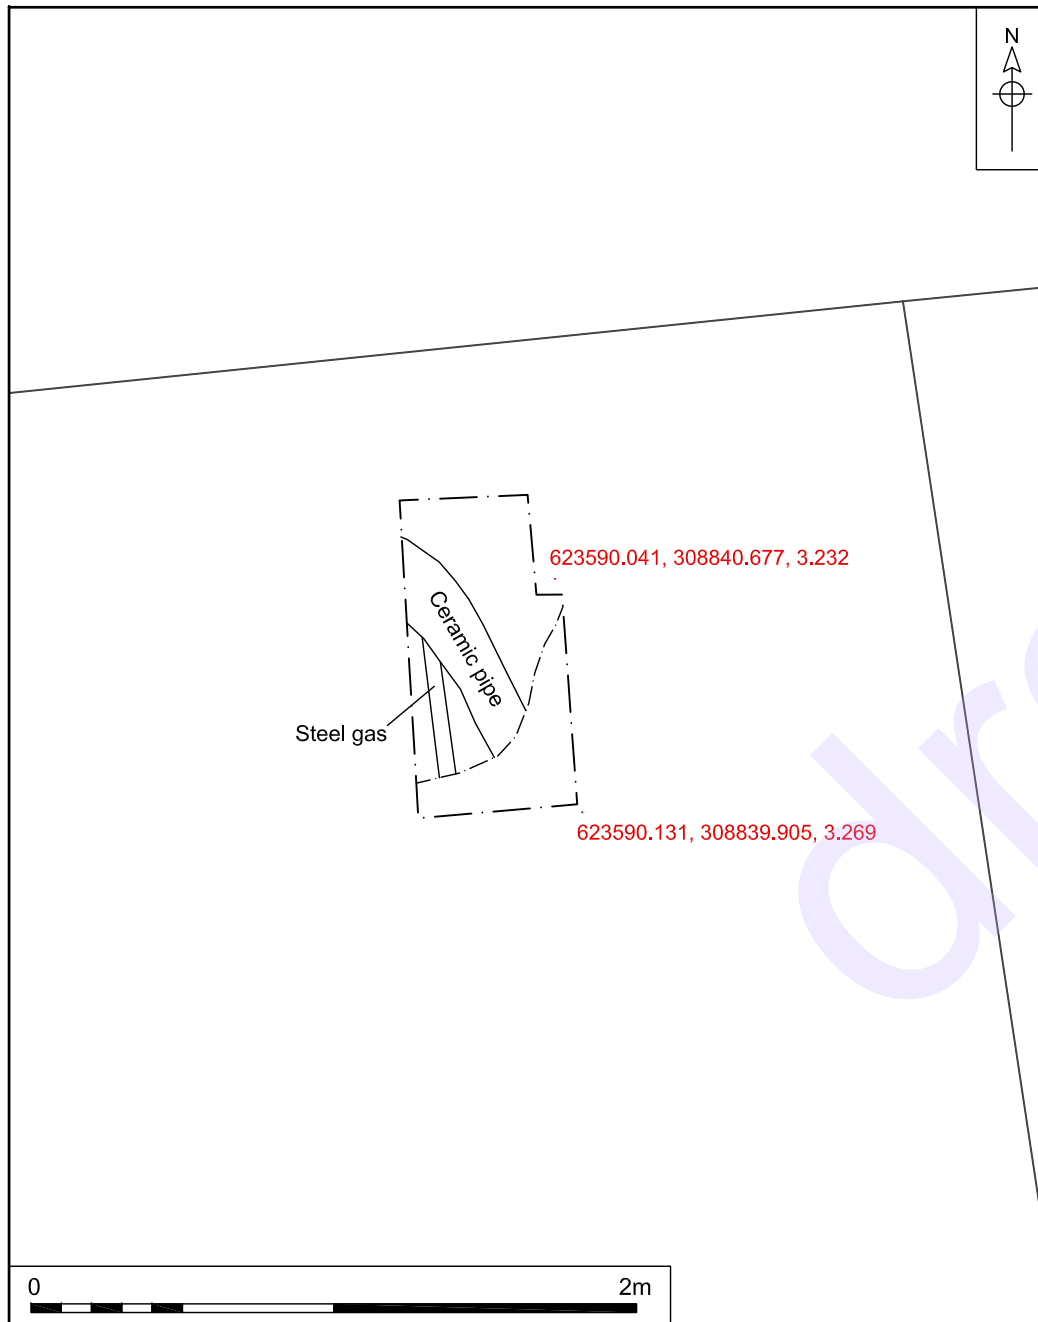 N
623590.041, 308840.677, 3.232
Ceramic pipe
Steel gas
623590.131, 308839.905, 3.269
0 2m